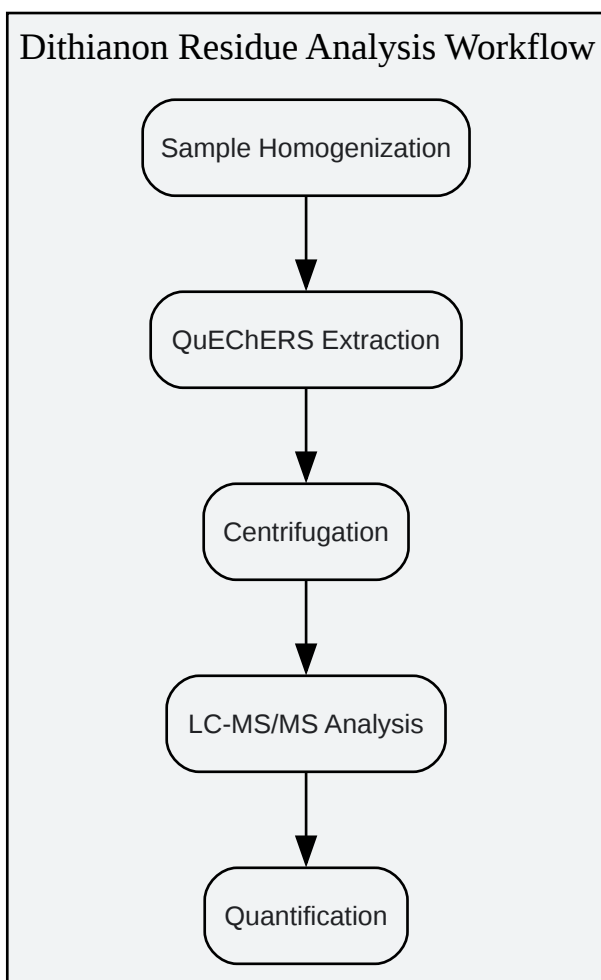 Dithianon Residue Analysis Workflow
Sample Homogenization
QuEChERS Extraction
Centrifugation
LC-MS/MS Analysis
Quantification